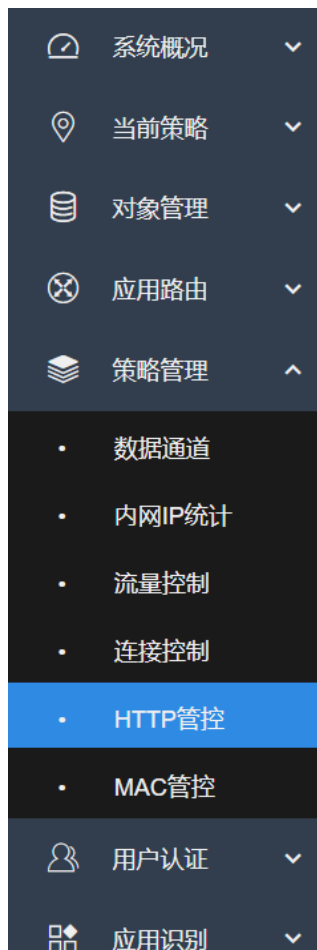 系统概况
当前策略
对象管理
应用路由
策略管理
数据通道
内网IP统计
流量控制
连接控制
HTTP管控
MAC管控
用户认证
应用识别